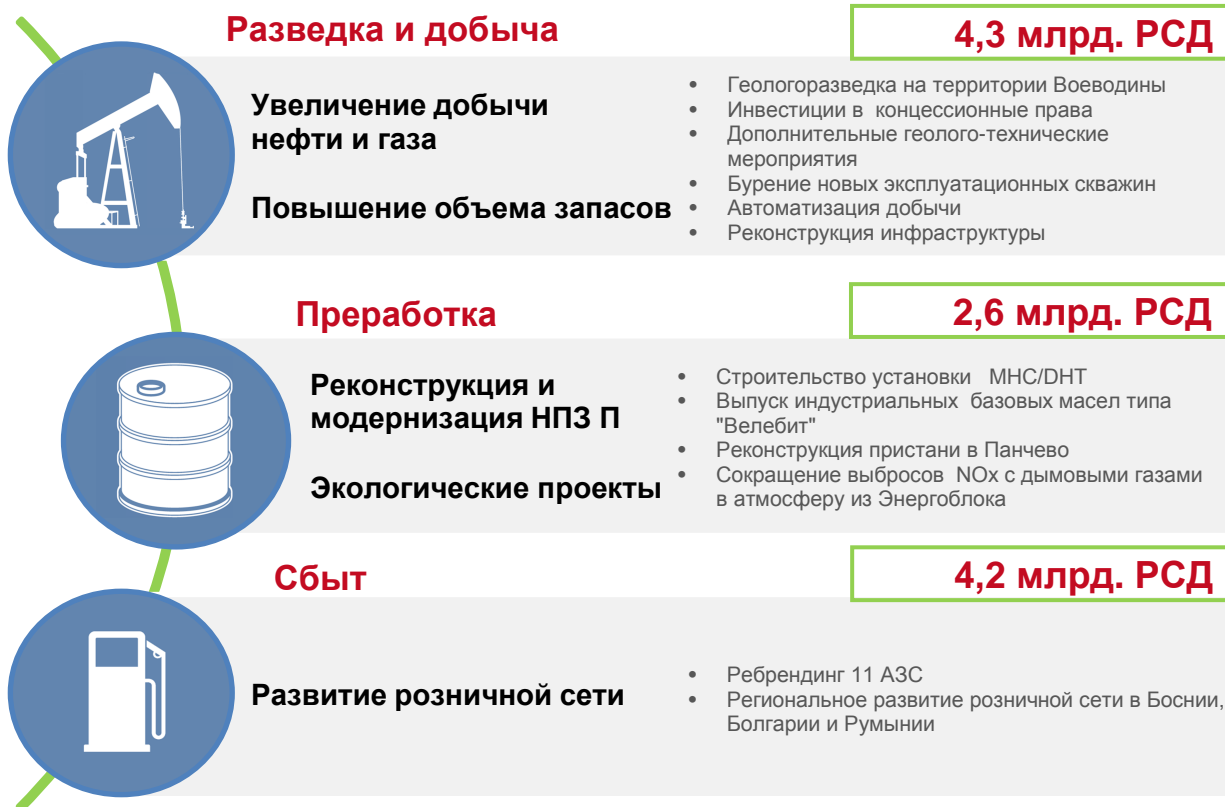 Разведка и добыча
4,3 млрд. РСД
Увеличение добычи
нефти и газа
Повышение объема запасов
• Геологоразведка на территории Воеводины
• Инвестиции в концессионные права
• Дополнительные геолого-технические
мероприятия
• Бурение новых эксплуатационных скважин
• Автоматизация добычи
• Реконструкция инфраструктуры
Преработка
2,6 млрд. РСД
Реконструкция и
модернизация НПЗ П
Экологические проекты
• Строительство установки МНС/DHT
• Выпуск индустриальных базовых масел типа
"Велебит"
• Реконструкция пристани в Панчево
• Сокращение выбросов NOx с дымовыми газами
в атмосферу из Энергоблока
Сбыт
4,2 млрд. РСД
Развитие розничной сети
• Ребрендинг 11 АЗС
• Региональное развитие розничной сети в Боснии,
Болгарии и Румынии